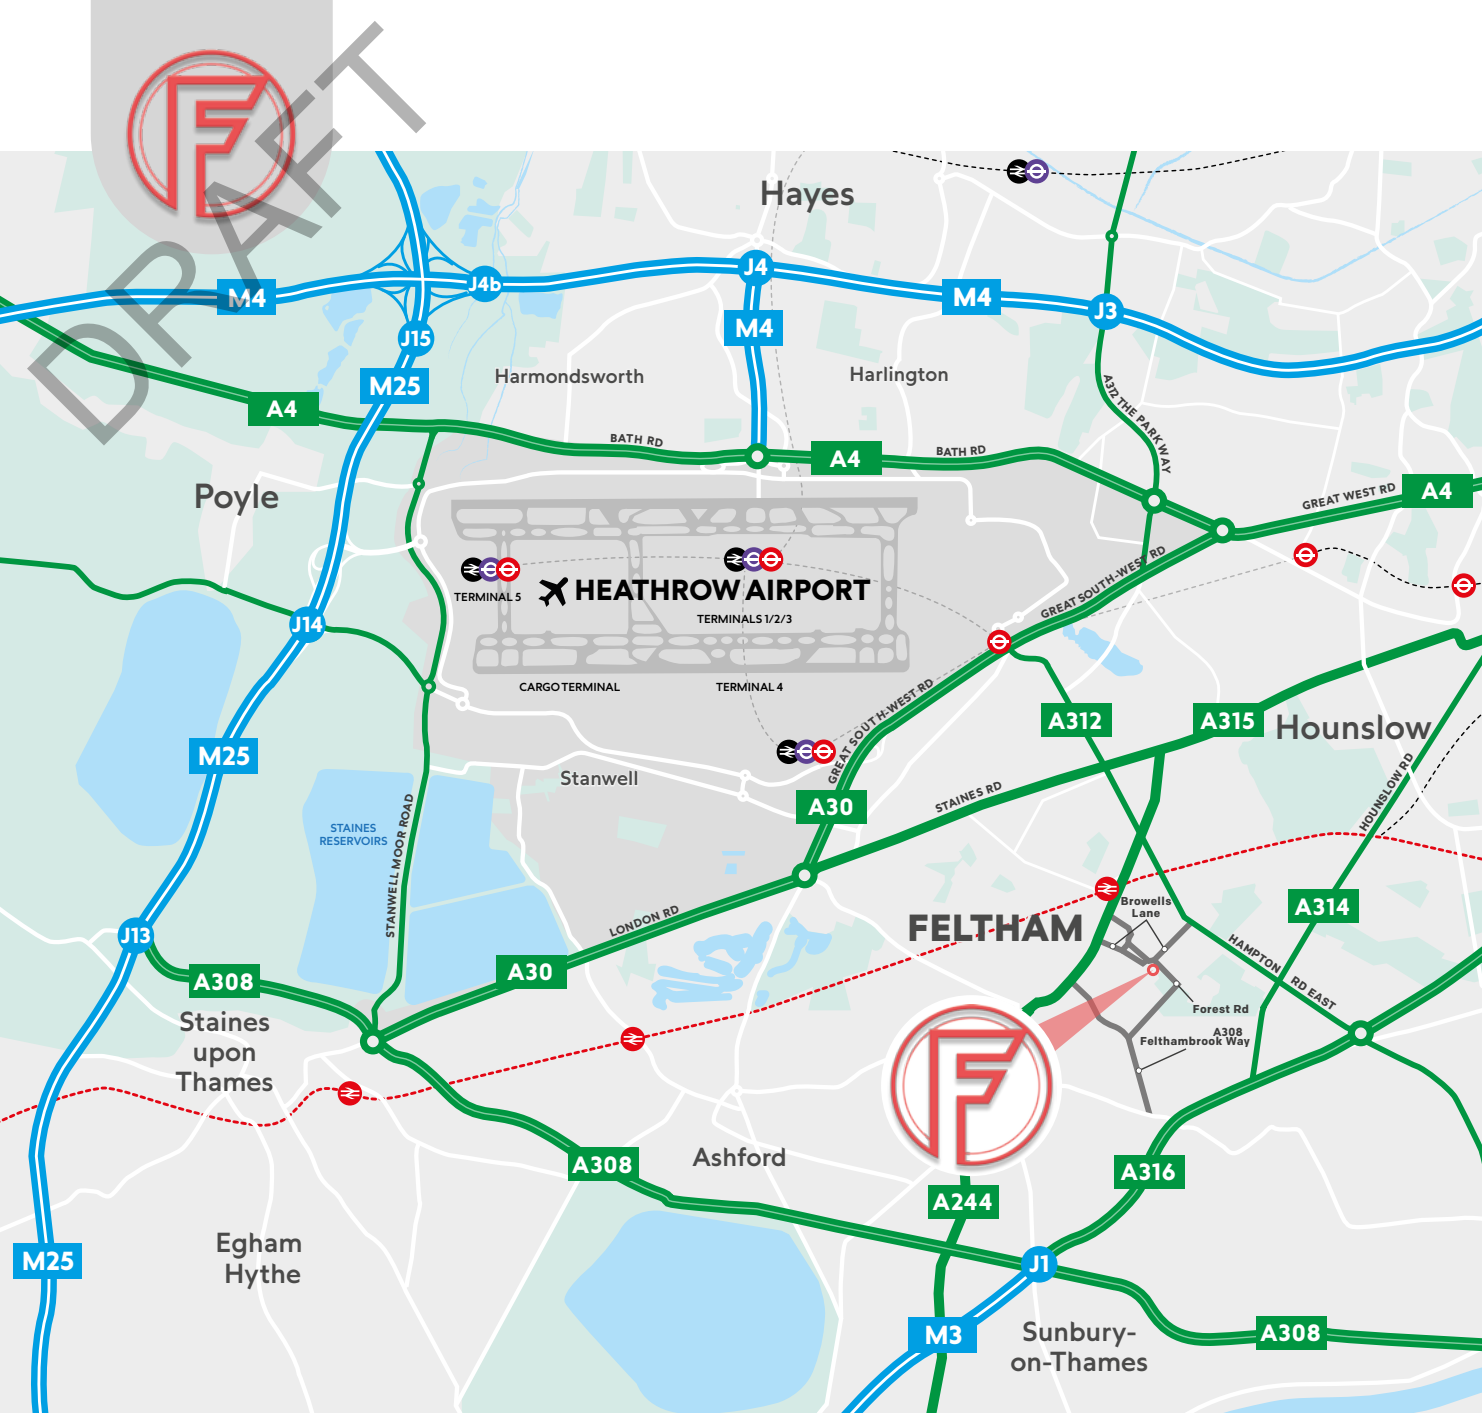 DRAFT
F
Hayes
M4
J4b
J4
M4
J3
J15
M4
M25
Harmondsworth
Harlington
A312 THE PARKWAY
A4
BATH RD
A4
BATH RD
GREAT WEST RD
A4
Poyle
TERMINAL 5
HEATHROW AIRPORT
TERMINALS 1/2/3
GREAT SOUTH-WEST RD
J14
CARGO TERMINAL
TERMINAL 4
GREAT SOUTH-WEST RD
A312
A315
Hounslow
M25
Stanwell
HOUNSLOW RD
STAINES RD
A30
STAINES
RESERVOIRS
STANWELL MOOR ROAD
Browells
Lane
A314
LONDON RD
FELTHAM
J13
HAMPTON RD EAST
A308
A30
Forest Rd
Staines
upon
Thames
A308
Felthambrook Way
F
A308
Ashford
A316
A244
Egham
Hythe
M25
J1
M3
Sunbury-
on-Thames
A308